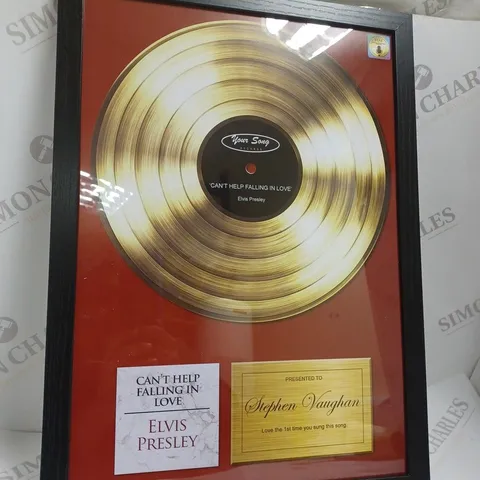 Your Song
RECORDS
'CAN'T HELP FALLING IN LOVE'
Elvis Presley
CAN'T HELP
FALLING IN
LOVE
ELVIS
PRESLEY
PRESENTED TO
Stephen Vaughan
Love the 1st time you sung this song.
SIMON CHARLES